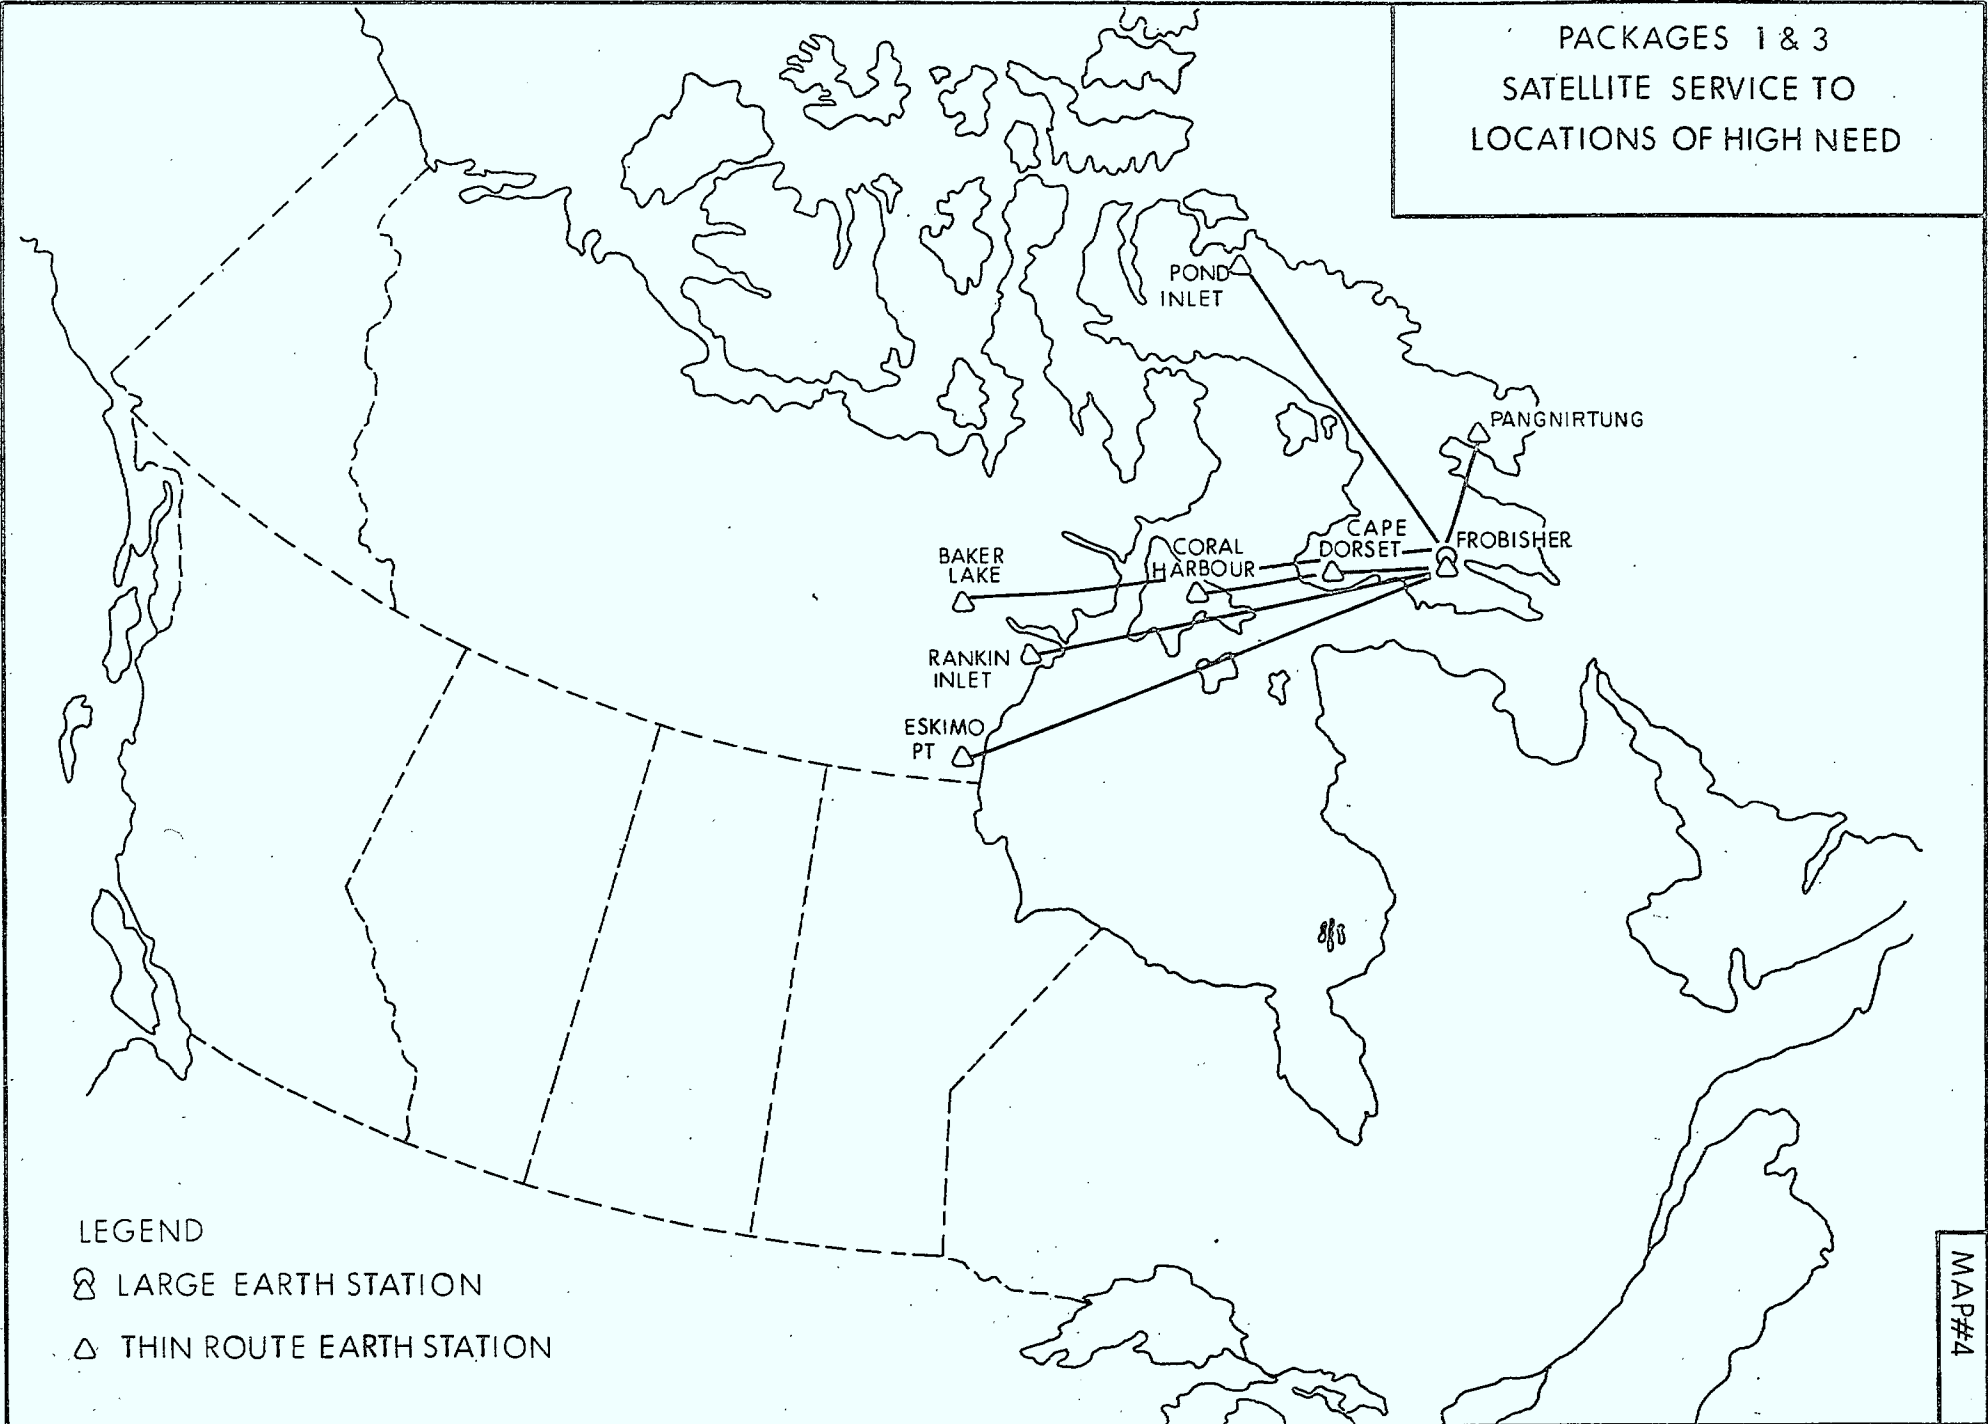 PACKAGES 1 & 3
SATELLITE SERVICE TO
LOCATIONS OF HIGH NEED
POND
INLET
PANGNIRTUNG
CAPE
DORSET
FROBISHER
CORAL
HARBOUR
BAKER
LAKE
RANKIN
INLET
ESKIMO
PT
LEGEND
LARGE EARTH STATION
THIN ROUTE EARTH STATION
MAP#4